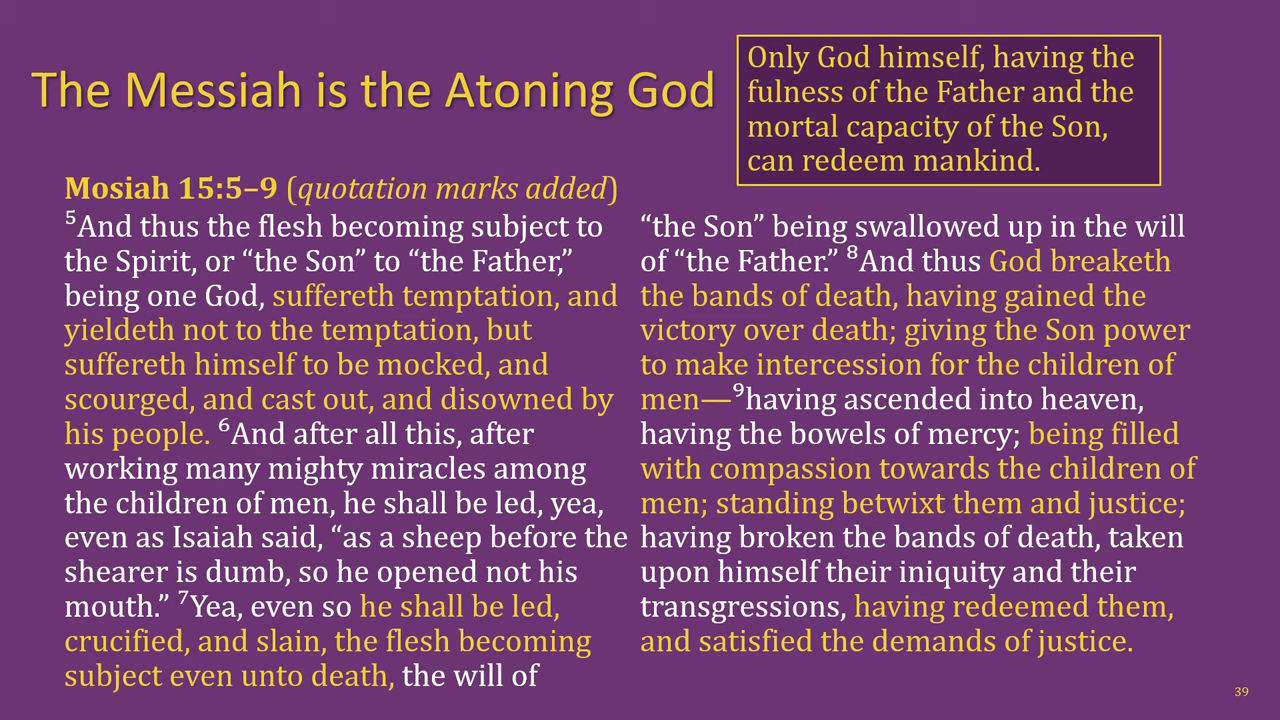 The Messiah is the Atoning God
Only God himself, having the
fulness of the Father and the
mortal capacity of the Son,
can redeem mankind.
Mosiah 15:5–9 (quotation marks added)
⁵And thus the flesh becoming subject to
the Spirit, or “the Son” to “the Father,”
being one God, suffereth temptation, and
yieldeth not to the temptation, but
suffereth himself to be mocked, and
scourged, and cast out, and disowned by
his people. ⁶And after all this, after
working many mighty miracles among
the children of men, he shall be led, yea,
even as Isaiah said, “as a sheep before the
shearer is dumb, so he opened not his
mouth.” ⁷Yea, even so he shall be led,
crucified, and slain, the flesh becoming
subject even unto death, the will of
“the Son” being swallowed up in the will
of “the Father.” ⁸And thus God breaketh
the bands of death, having gained the
victory over death; giving the Son power
to make intercession for the children of
men—⁹having ascended into heaven,
having the bowels of mercy; being filled
with compassion towards the children of
men; standing betwixt them and justice;
having broken the bands of death, taken
upon himself their iniquity and their
transgressions, having redeemed them,
and satisfied the demands of justice.
39